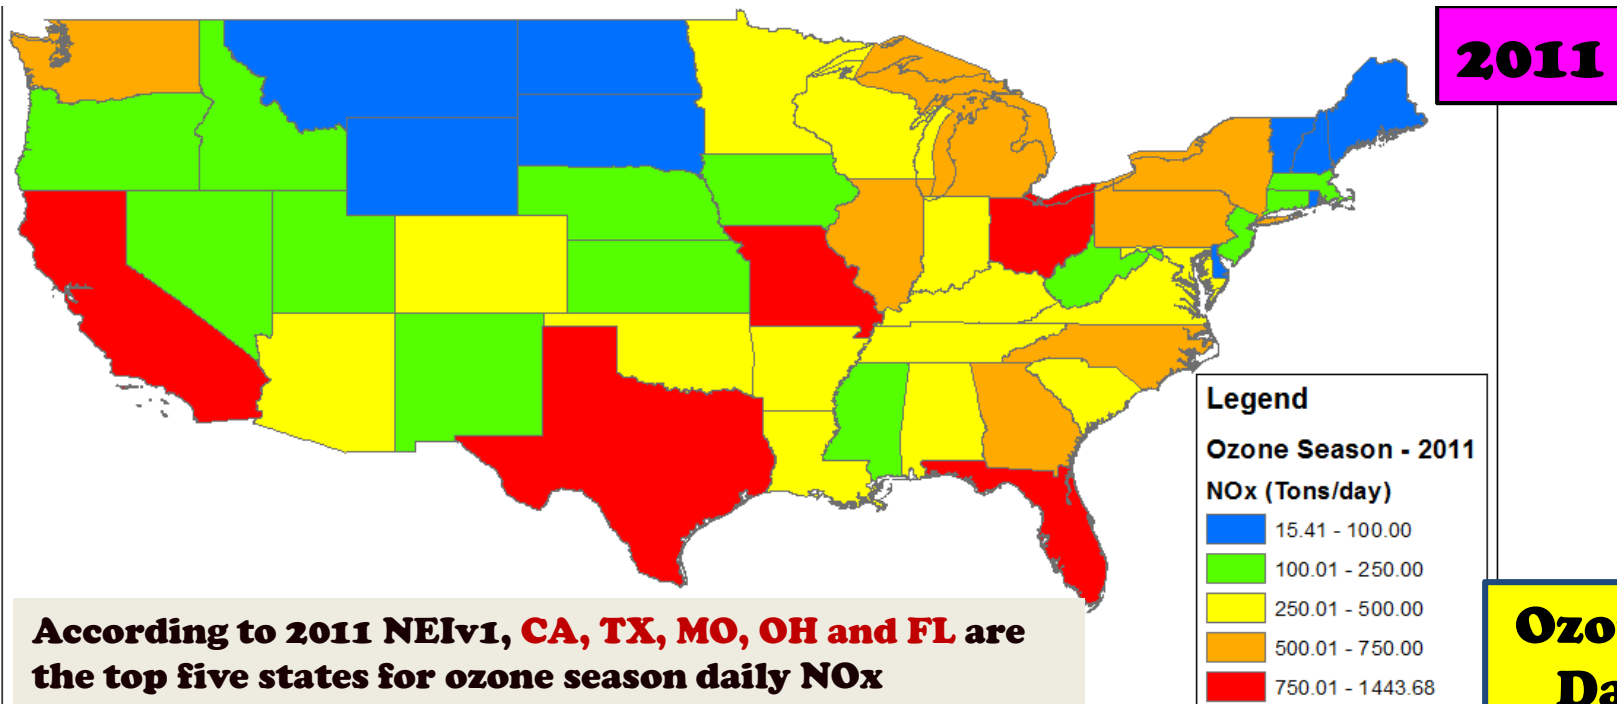 2011
Legend
Ozone Season - 2011
NOx (Tons/day)
15.41 - 100.00
100.01 - 250.00
250.01 - 500.00
500.01 - 750.00
750.01 - 1443.68
According to 2011 NEIv1, CA, TX, MO, OH and FL are
the top five states for ozone season daily NOx